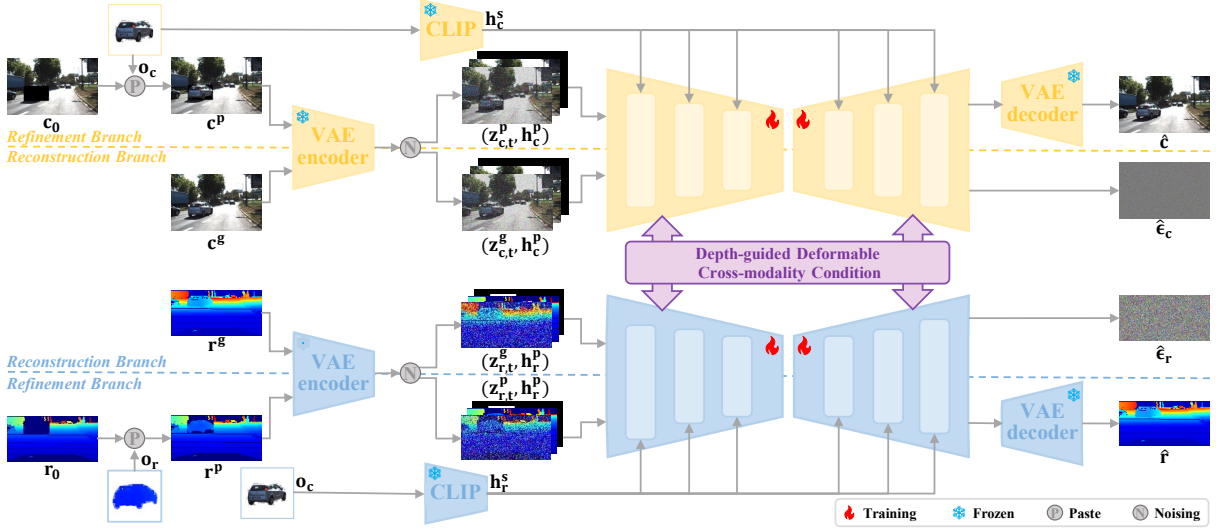 CLIP
h_c^s
o_c
P
c_0
c^p
VAE
encoder
N
(z_{c,t}^p, h_c^p)
VAE
decoder
ĉ
Refinement Branch
Reconstruction Branch
c^g
(z_{c,t}^g, h_c^p)
ϵ̂_c
Depth-guided Deformable
Cross-modality Condition
r^g
VAE
encoder
N
(z_{r,t}^g, h_r^p)
ϵ̂_r
Reconstruction Branch
Refinement Branch
(z_{r,t}^p, h_r^p)
VAE
decoder
P
r_0
o_r
r^p
r̂
o_c
CLIP
h_r^s
Training
Frozen
P Paste
N Noising